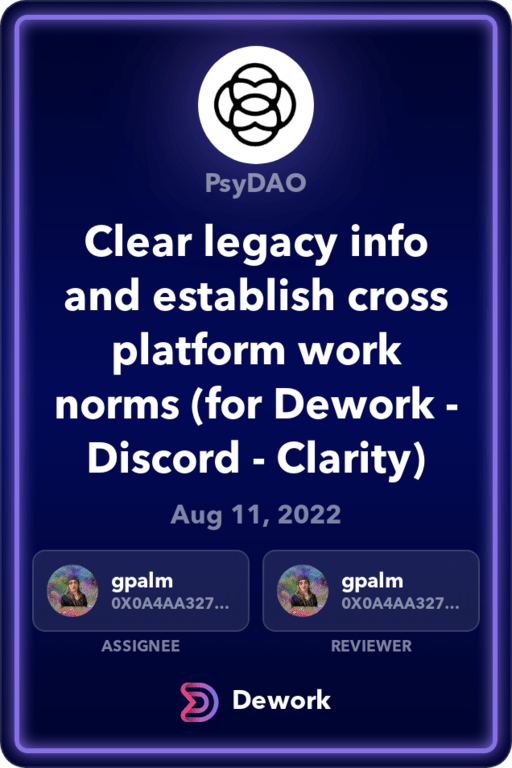 PsyDAO
Clear legacy info
and establish cross
platform work
norms (for Dework -
Discord - Clarity)
Aug 11, 2022
gpalm
0X0A4AA327...
ASSIGNEE
gpalm
0X0A4AA327...
REVIEWER
Dework